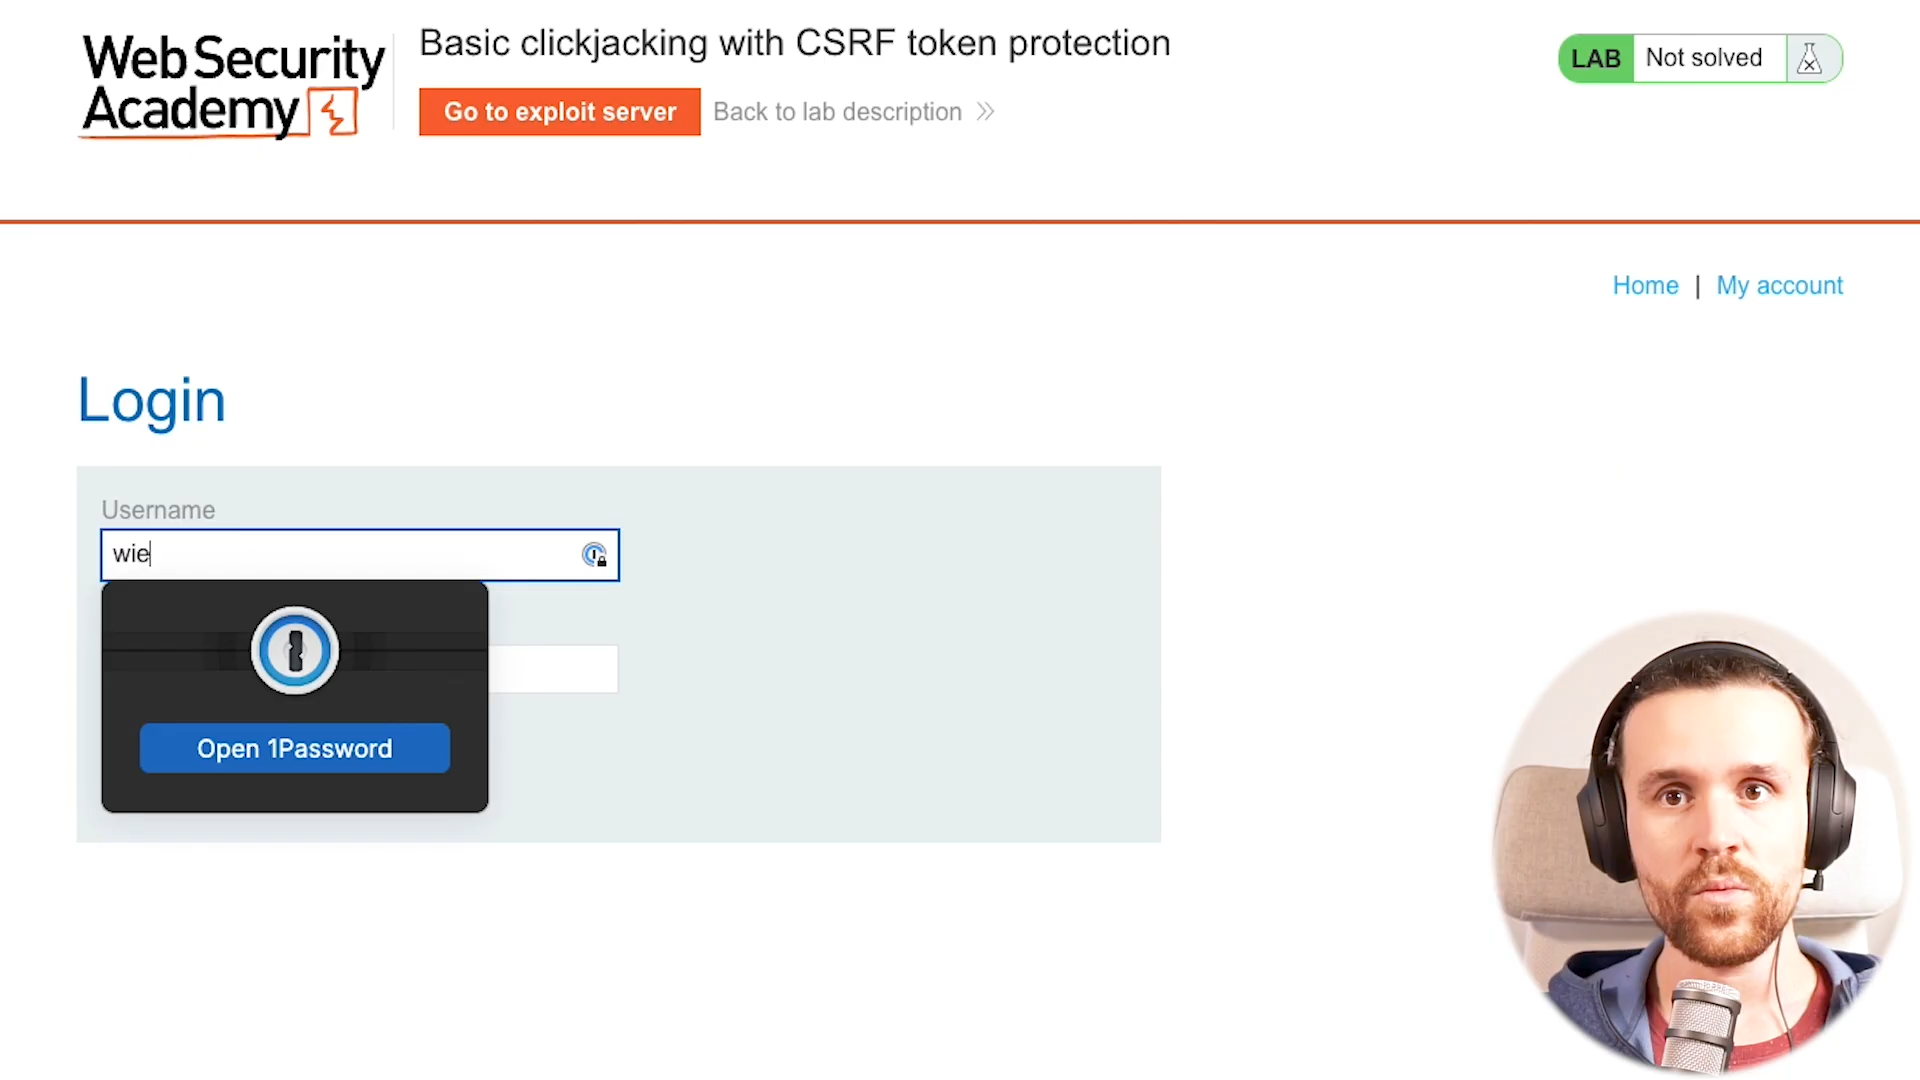 Web Security
Academy
Basic clickjacking with CSRF token protection
Go to exploit server
Back to lab description
LAB
Not solved
Home | My account
Login
Username
wie
Open 1Password